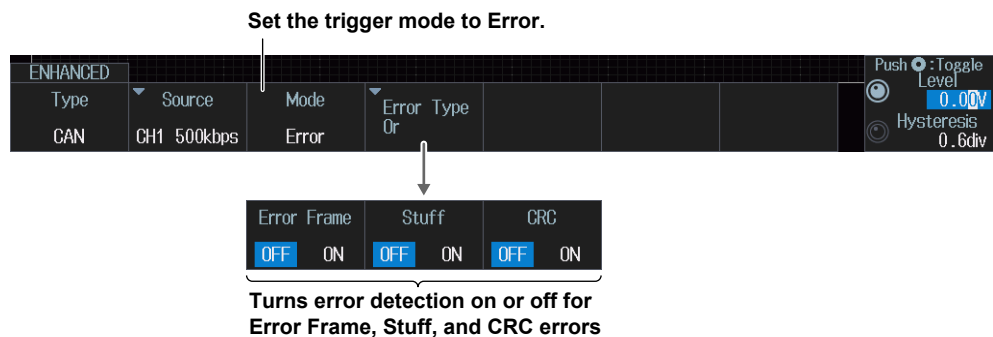 Set the trigger mode to Error.
ENHANCED
Type
CAN
Source
CH1 500kbps
Mode
Error
Error Type
Or
Push :Toggle
Level
0.00V
Hysteresis
0.6div
Error Frame
OFF ON
Stuff
OFF ON
CRC
OFF ON
Turns error detection on or off for
Error Frame, Stuff, and CRC errors